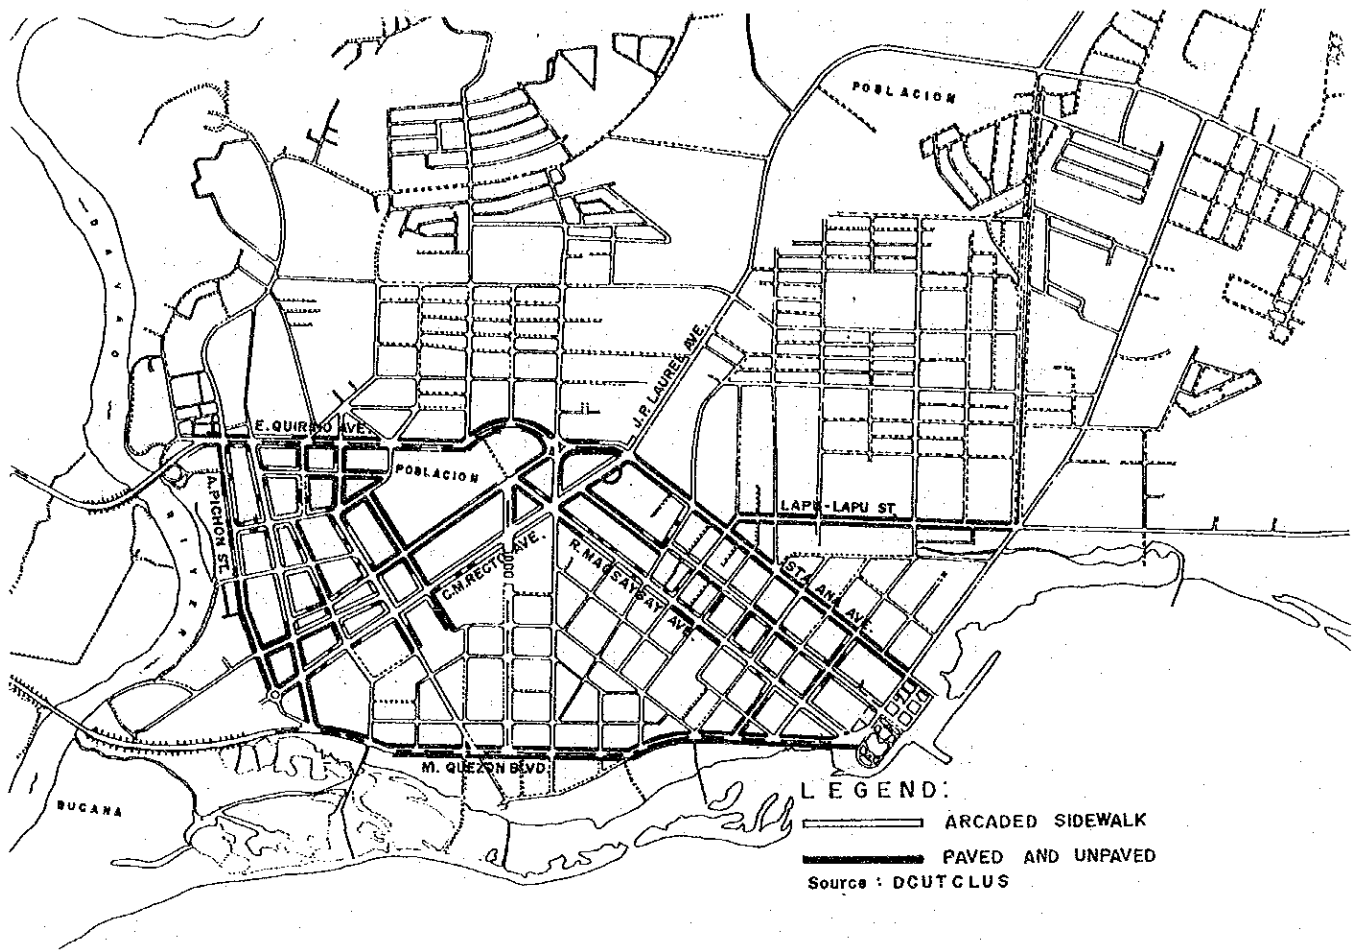 POBLACION
DAVAO
J.P. LAUREL AVE.
E. QUIRINO AVE.
POBLACION
A. PICHON ST.
LAPU-LAPU ST.
RIVER
C.M. RECTO AVE.
R. MAGSAYSAY AVE.
STA. ANA AVE.
M. QUEZON BLVD.
BUCANA
LEGEND:
ARCADED SIDEWALK
PAVED AND UNPAVED
Source : DCUTCLUS